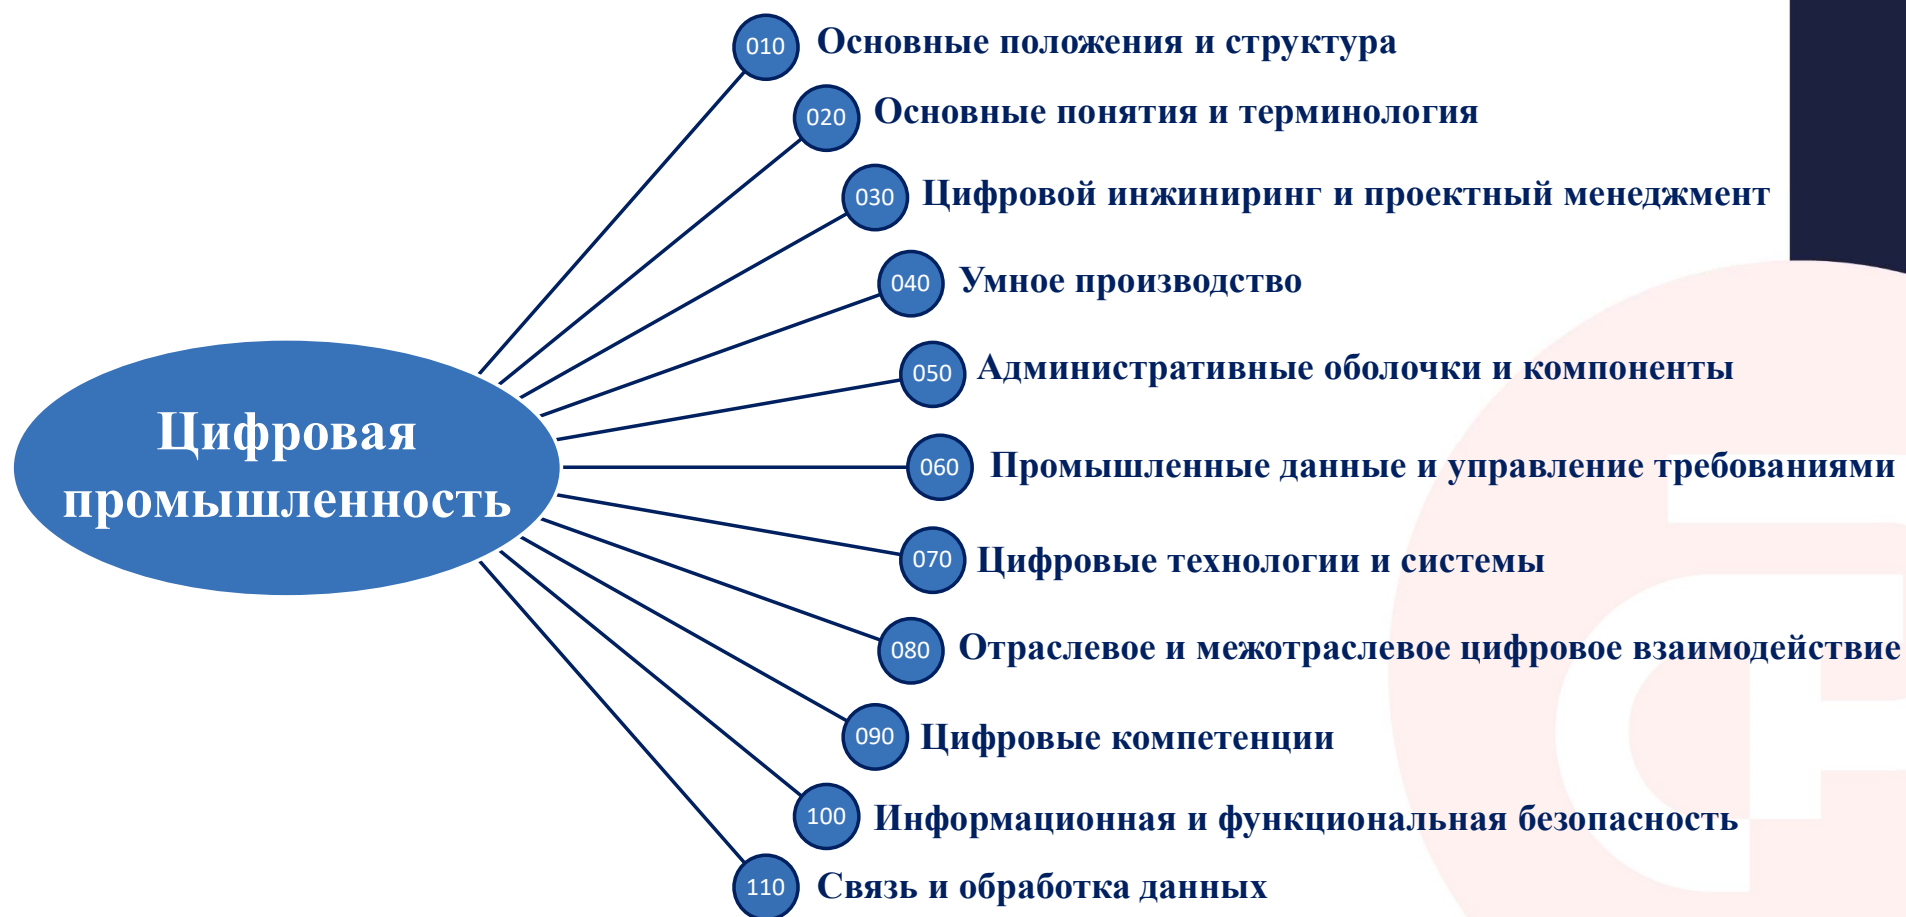 010 Основные положения и структура
020 Основные понятия и терминология
030 Цифровой инжиниринг и проектный менеджмент
040 Умное производство
050 Административные оболочки и компоненты
Цифровая
промышленность
060 Промышленные данные и управление требованиями
070 Цифровые технологии и системы
080 Отраслевое и межотраслевое цифровое взаимодействие
090 Цифровые компетенции
100 Информационная и функциональная безопасность
110 Связь и обработка данных